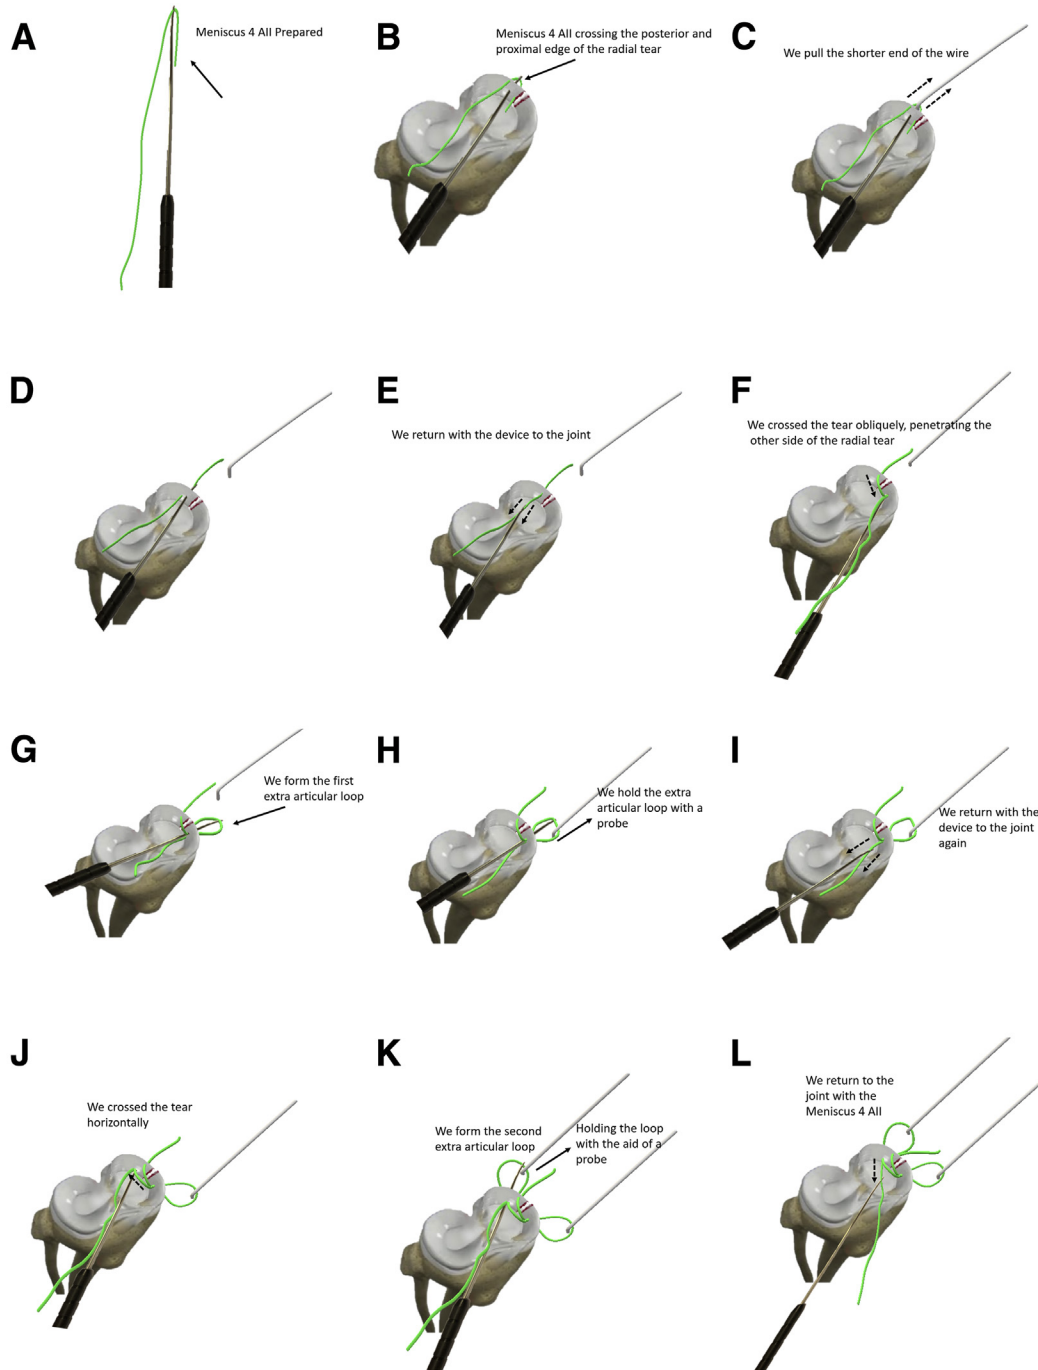 A
Meniscus 4 All Prepared
B
Meniscus 4 All crossing the posterior and
proximal edge of the radial tear
C
We pull the shorter end of the wire
D
E
We return with the device to the joint
F
We crossed the tear obliquely, penetrating the
other side of the radial tear
G
We form the first
extra articular loop
H
We hold the extra
articular loop with a
probe
I
We return with the
device to the joint
again
J
We crossed the tear
horizontally
K
We form the second
extra articular loop
Holding the loop
with the aid of a
probe
L
We return to the
joint with the
Meniscus 4 All